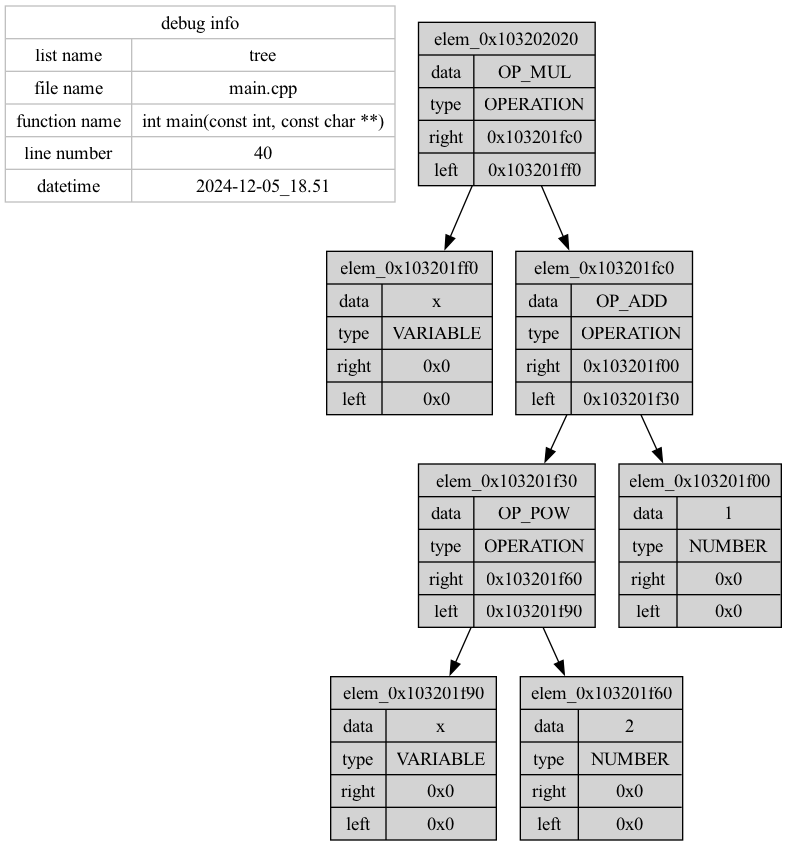 debug info
list name tree
file name main.cpp
function name int main(const int, const char **)
line number 40
datetime 2024-12-05_18.51
elem_0x103202020
data OP_MUL
type OPERATION
right 0x103201fc0
left 0x103201ff0
elem_0x103201ff0
data x
type VARIABLE
right 0x0
left 0x0
elem_0x103201fc0
data OP_ADD
type OPERATION
right 0x103201f00
left 0x103201f30
elem_0x103201f30
data OP_POW
type OPERATION
right 0x103201f60
left 0x103201f90
elem_0x103201f00
data 1
type NUMBER
right 0x0
left 0x0
elem_0x103201f90
data x
type VARIABLE
right 0x0
left 0x0
elem_0x103201f60
data 2
type NUMBER
right 0x0
left 0x0